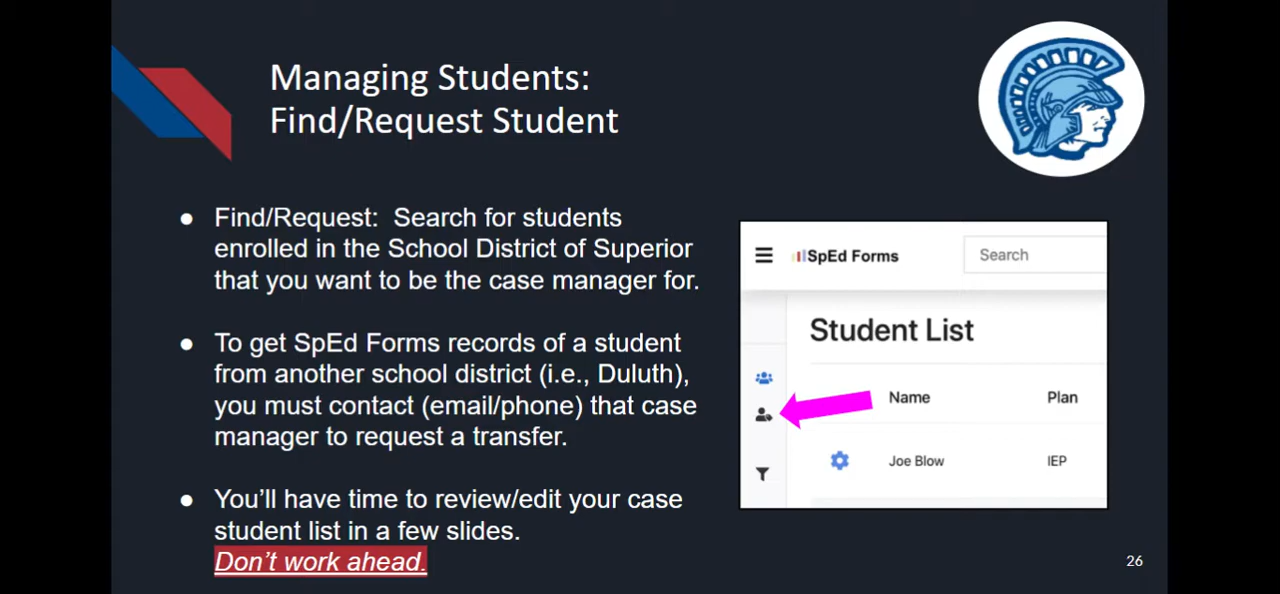 Managing Students:
Find/Request Student
● Find/Request:  Search for students
enrolled in the School District of Superior
that you want to be the case manager for.
● To get SpEd Forms records of a student
from another school district (i.e., Duluth),
you must contact (email/phone) that case
manager to request a transfer.
● You’ll have time to review/edit your case
student list in a few slides.
Don’t work ahead.
SpEd Forms
Search
Student List
Name Plan
Joe Blow IEP
26